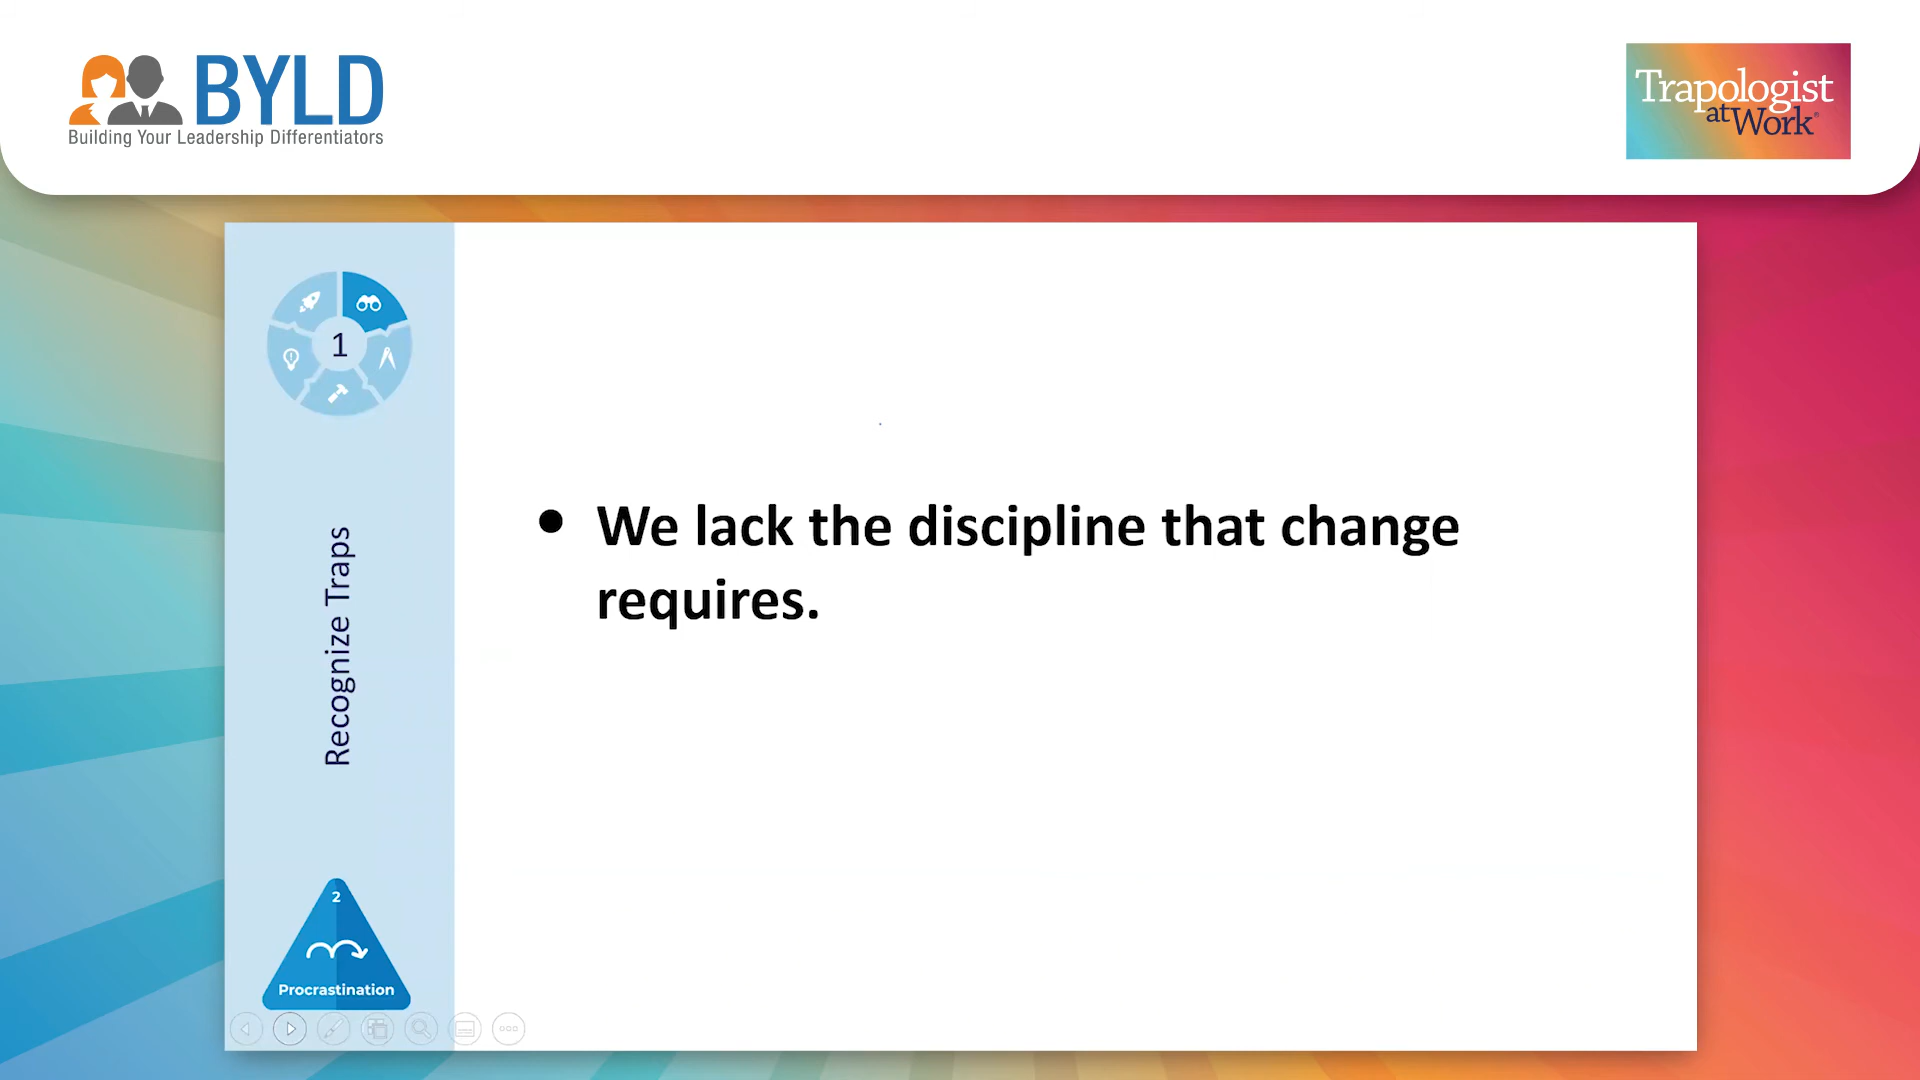 BYLD
Building Your Leadership Differentiators
Trapologist
at Work®
1
Recognize Traps
• We lack the discipline that change
requires.
2
Procrastination